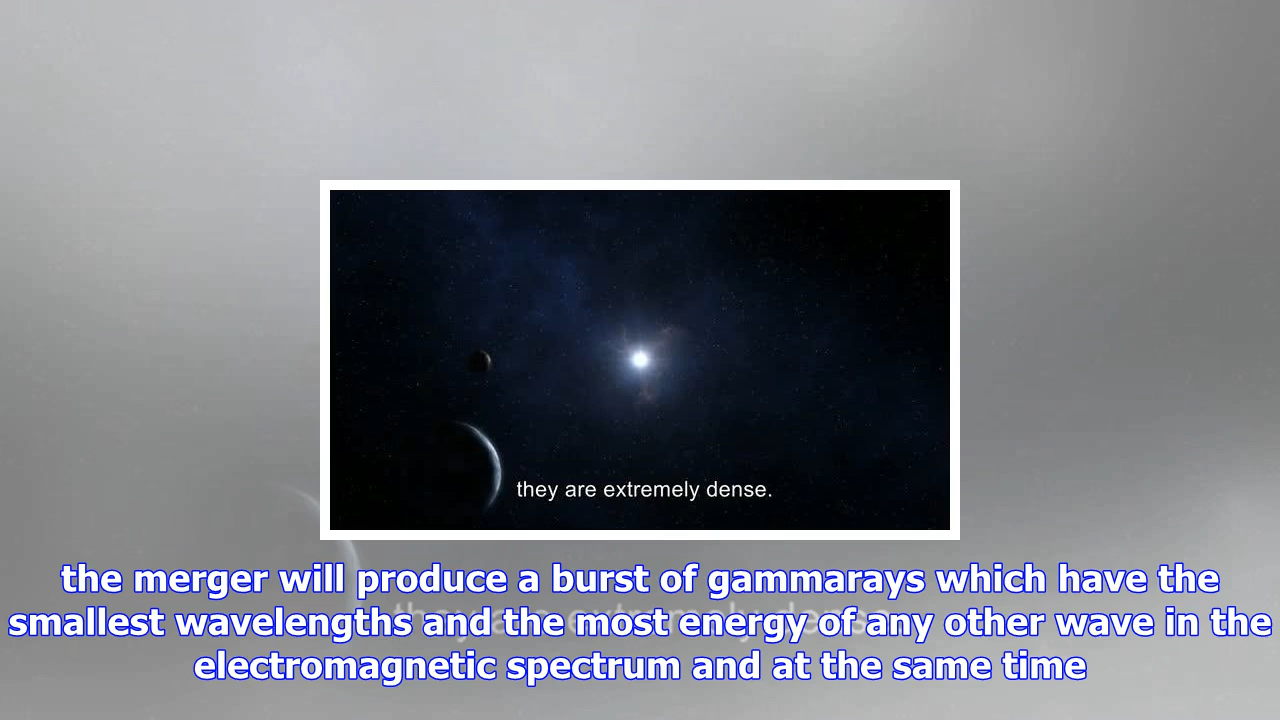 they are extremely dense.
the merger will produce a burst of gammarays which have the
smallest wavelengths and the most energy of any other wave in the
electromagnetic spectrum and at the same time